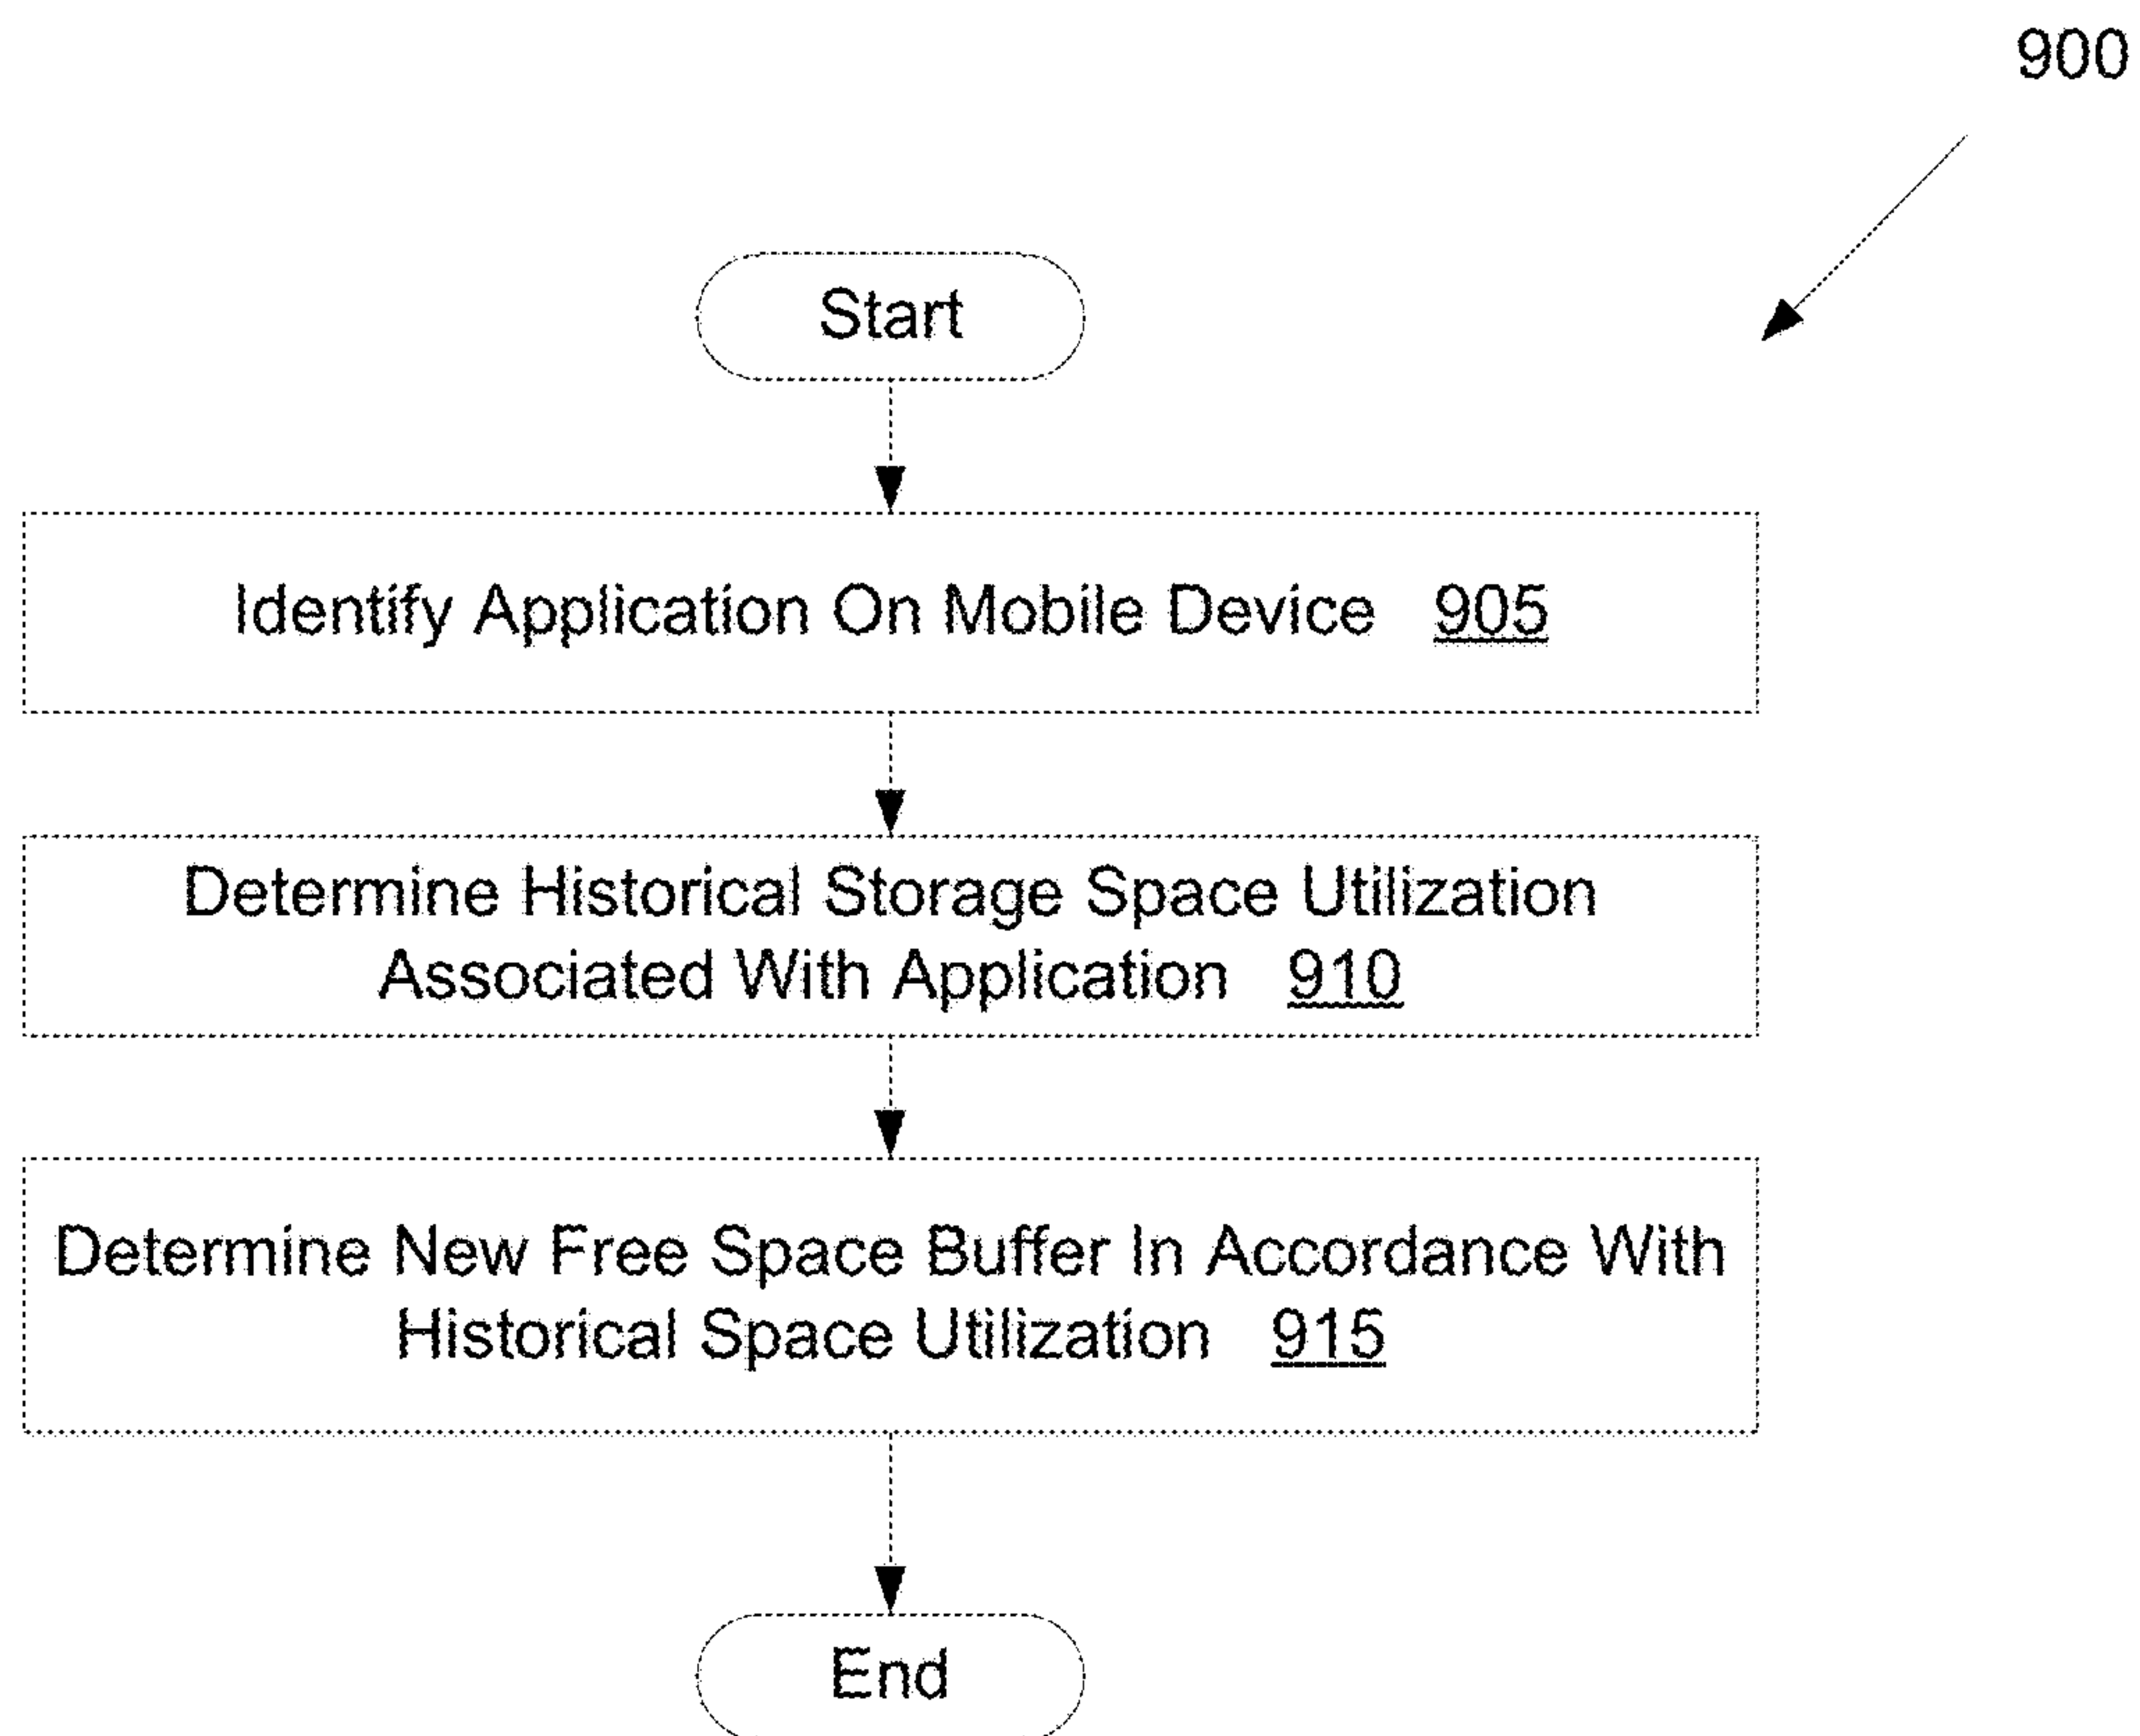 900
Start
Identify Application On Mobile Device 905
Determine Historical Storage Space Utilization
Associated With Application 910
Determine New Free Space Buffer In Accordance With
Historical Space Utilization 915
End